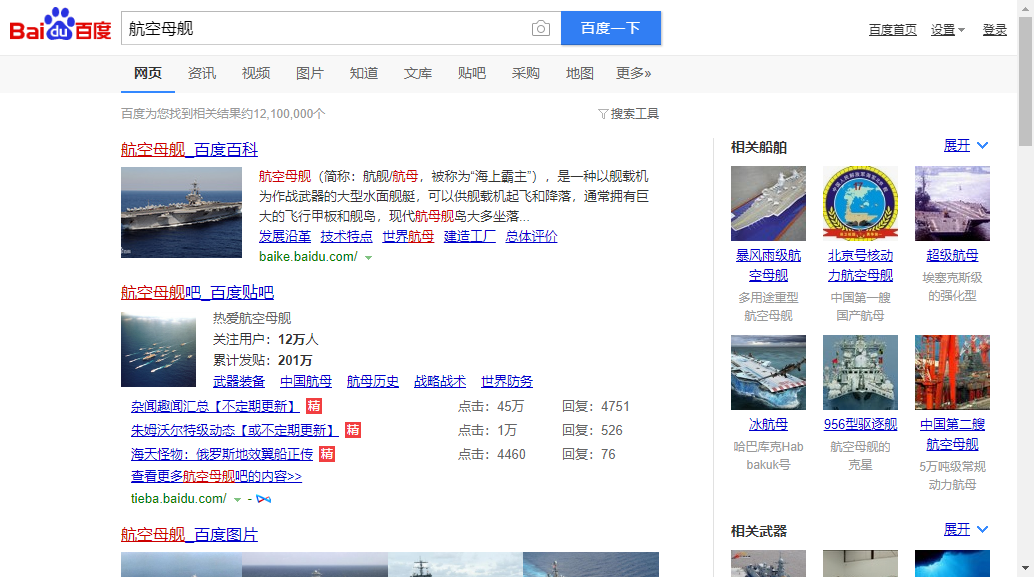 Bai du 百度
航空母舰
百度一下
百度首页 设置 登录
网页 资讯 视频 图片 知道 文库 贴吧 采购 地图 更多»
百度为您找到相关结果约12,100,000个
搜索工具
航空母舰_百度百科
航空母舰（简称：航舰/航母，被称为“海上霸主”），是一种以舰载机
为作战武器的大型水面舰艇，可以供舰载机起飞和降落，通常拥有巨
大的飞行甲板和舰岛，现代航母舰岛大多坐落...
发展沿革 技术特点 世界航母 建造工厂 总体评价
baike.baidu.com/
航空母舰吧_百度贴吧
热爱航空母舰
关注用户：12万人
累计发贴：201万
武器装备 中国航母 航母历史 战略战术 世界防务
杂闻趣闻汇总【不定期更新】 精 点击：45万 回复：4751
朱姆沃尔特级动态【或不定期更新】 精 点击：1万 回复：526
海天怪物：俄罗斯地效翼船正传 精 点击：4460 回复：76
查看更多航空母舰吧的内容>>
tieba.baidu.com/ -
航空母舰_百度图片
相关船舶 展开
暴风雨级航
空母舰
多用途重型
航空母舰
北京号核动
力航空母舰
中国第一艘
国产航母
超级航母
埃塞克斯级
的强化型
冰航母
哈巴库克Hab
bakuk号
956型驱逐舰
航空母舰的
克星
中国第二艘
航空母舰
5万吨级常规
动力航母
相关武器 展开